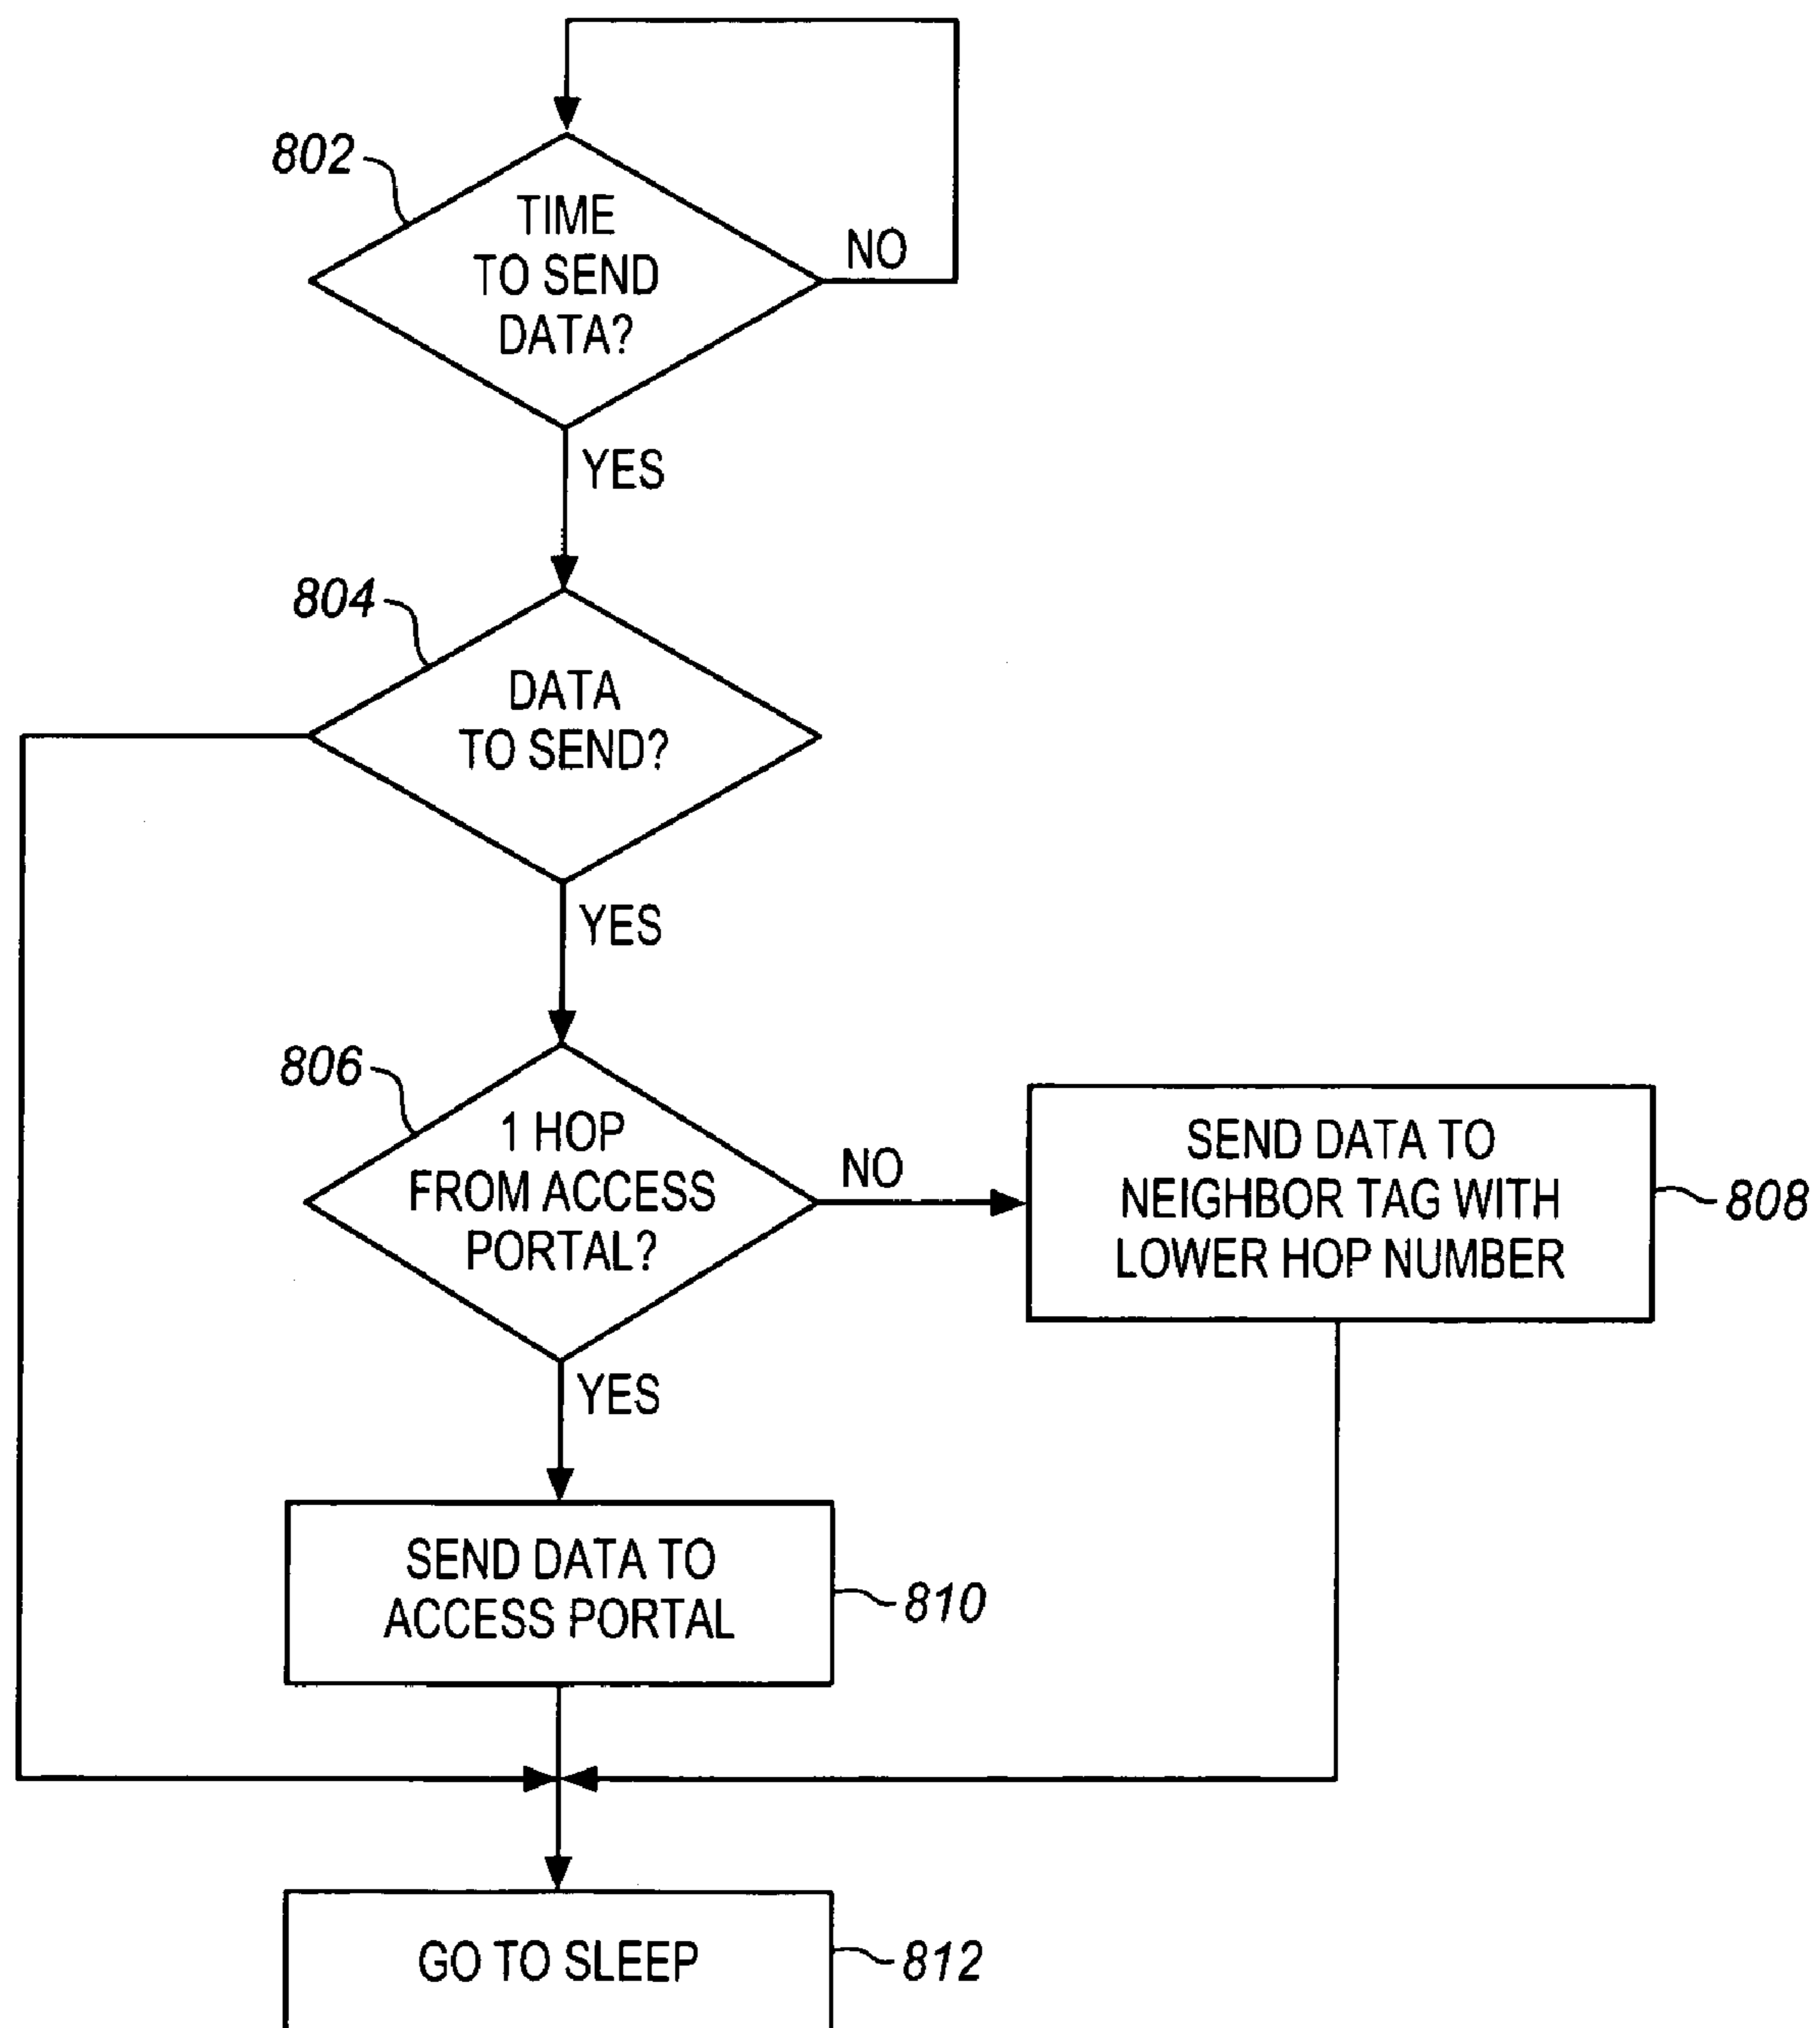 802
TIME
TO SEND
DATA?
NO
YES
804
DATA
TO SEND?
YES
806
1 HOP
FROM ACCESS
PORTAL?
NO
SEND DATA TO
NEIGHBOR TAG WITH
LOWER HOP NUMBER
808
YES
SEND DATA TO
ACCESS PORTAL
810
GO TO SLEEP
812